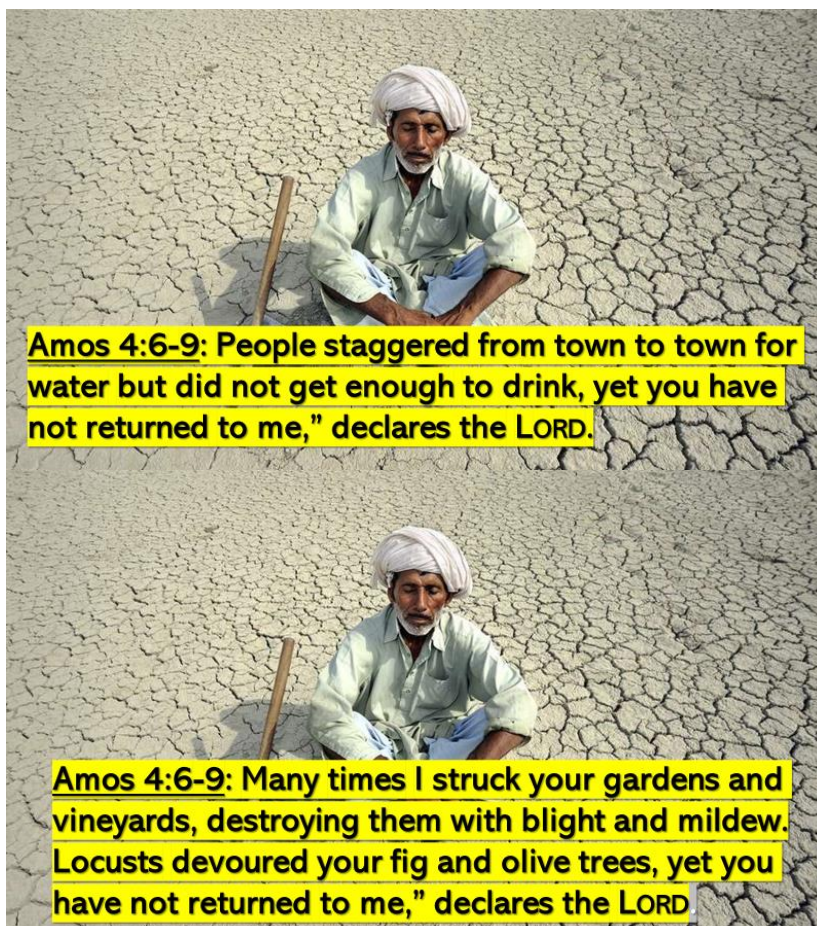 Amos 4:6-9: People staggered from town to town for
water but did not get enough to drink, yet you have
not returned to me,” declares the LORD.
Amos 4:6-9: Many times I struck your gardens and
vineyards, destroying them with blight and mildew.
Locusts devoured your fig and olive trees, yet you
have not returned to me,” declares the LORD.